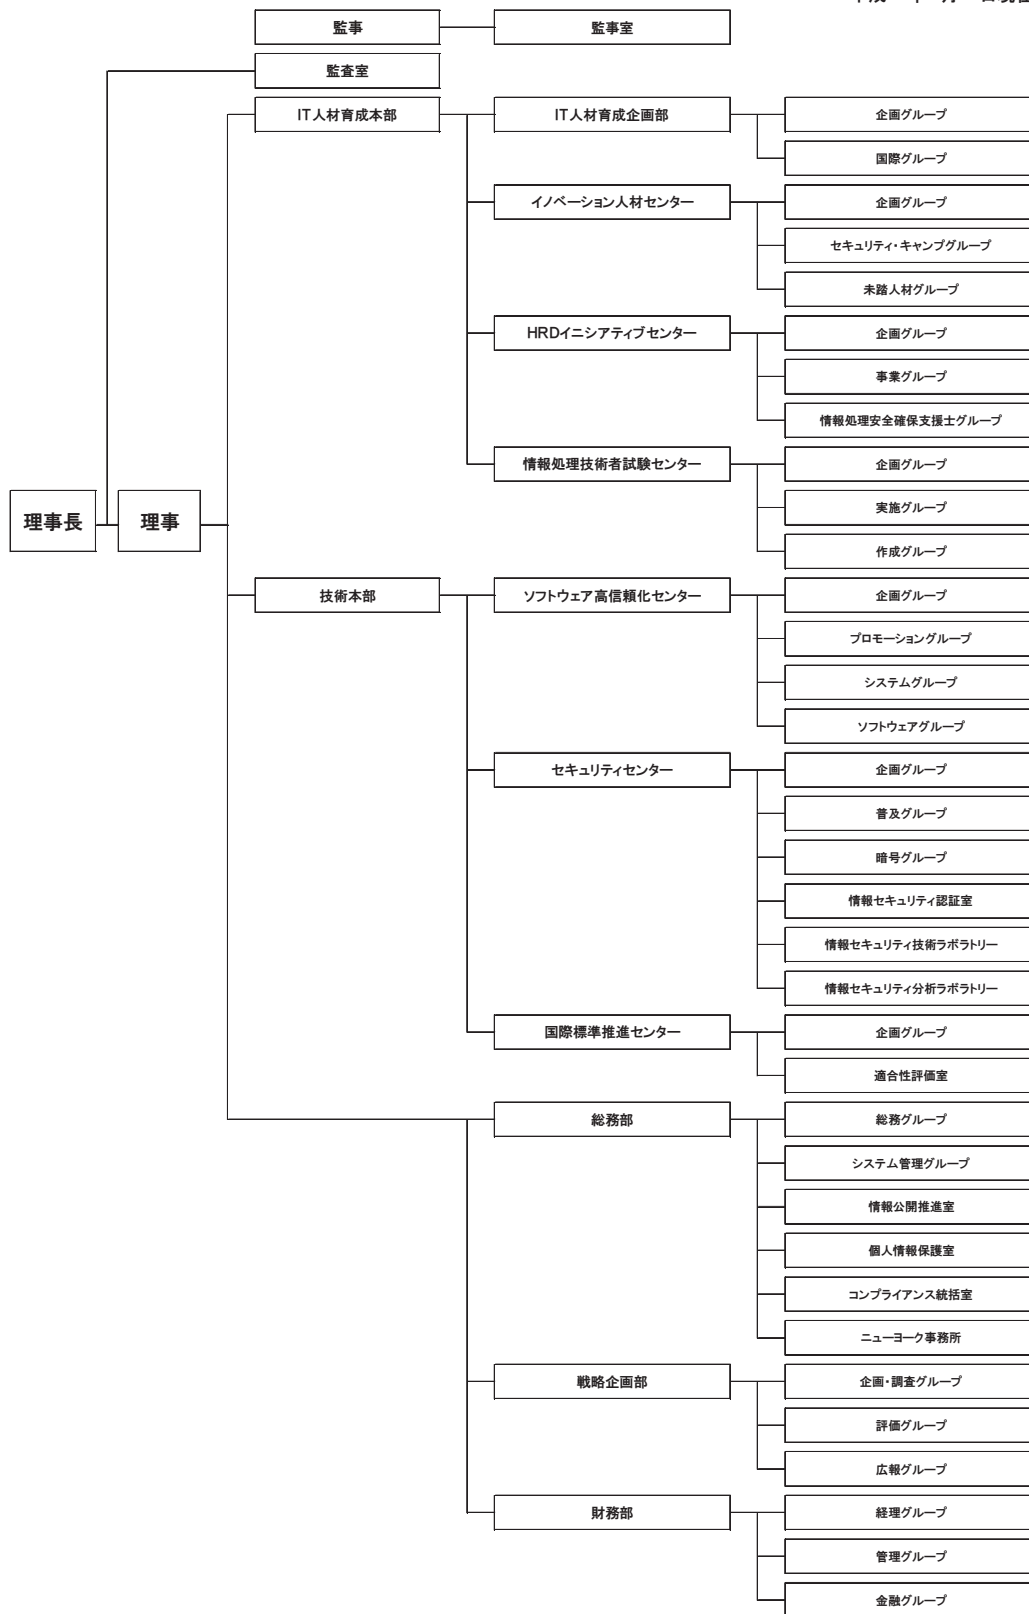 監事
監事室
監査室
IT人材育成本部
IT人材育成企画部
企画グループ
国際グループ
イノベーション人材センター
企画グループ
セキュリティ・キャンプグループ
未踏人材グループ
HRDイニシアティブセンター
企画グループ
事業グループ
情報処理安全確保支援士グループ
情報処理技術者試験センター
企画グループ
実施グループ
作成グループ
理事長
理事
技術本部
ソフトウェア高信頼化センター
企画グループ
プロモーショングループ
システムグループ
ソフトウェアグループ
セキュリティセンター
企画グループ
普及グループ
暗号グループ
情報セキュリティ認証室
情報セキュリティ技術ラボラトリー
情報セキュリティ分析ラボラトリー
国際標準推進センター
企画グループ
適合性評価室
総務部
総務グループ
システム管理グループ
情報公開推進室
個人情報保護室
コンプライアンス統括室
ニューヨーク事務所
戦略企画部
企画・調査グループ
評価グループ
広報グループ
財務部
経理グループ
管理グループ
金融グループ